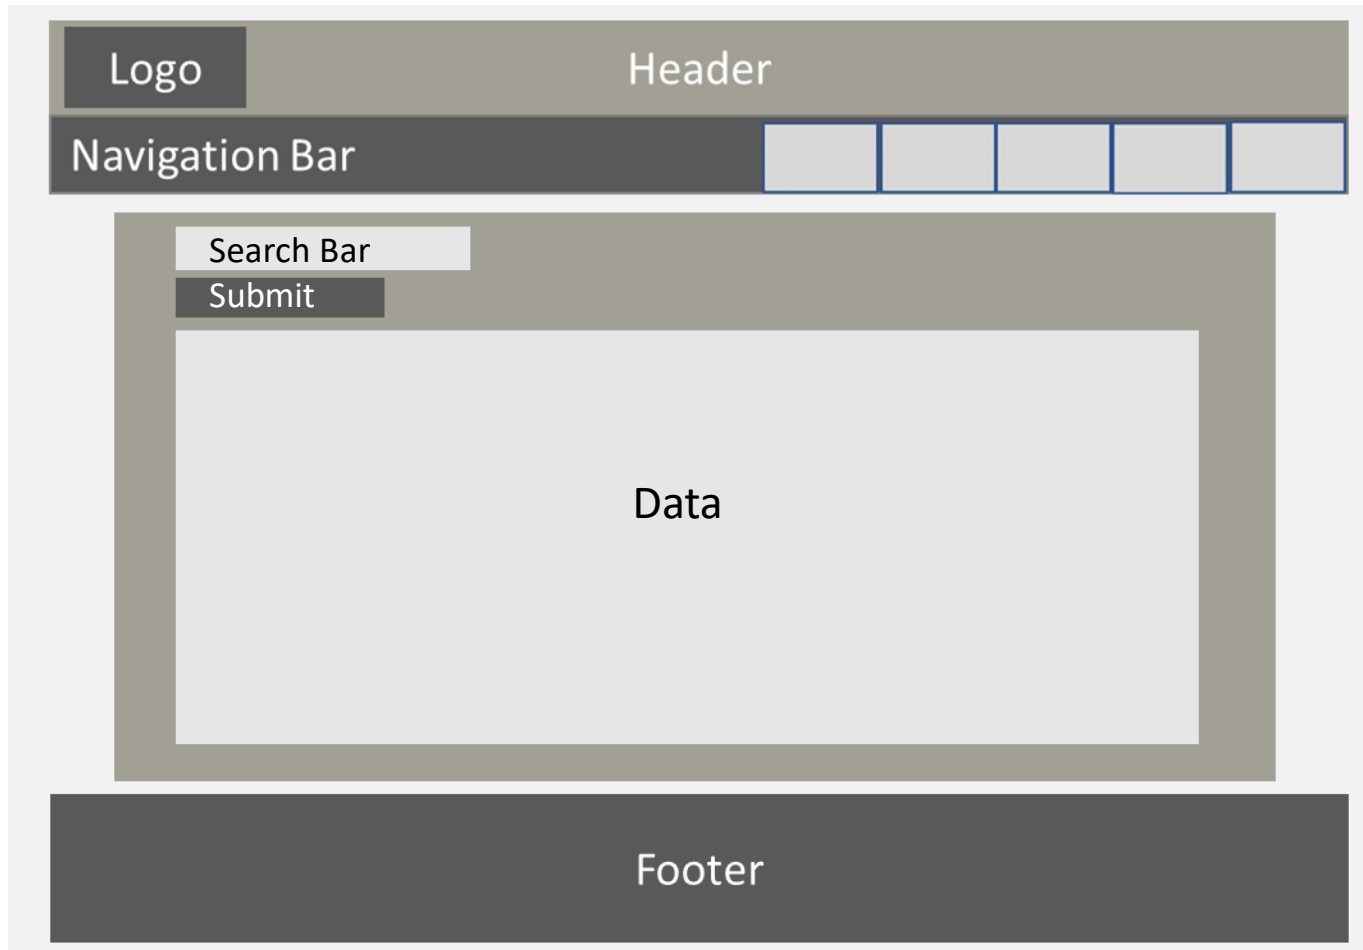 Logo
Header
Navigation Bar
Search Bar
Submit
Data
Footer